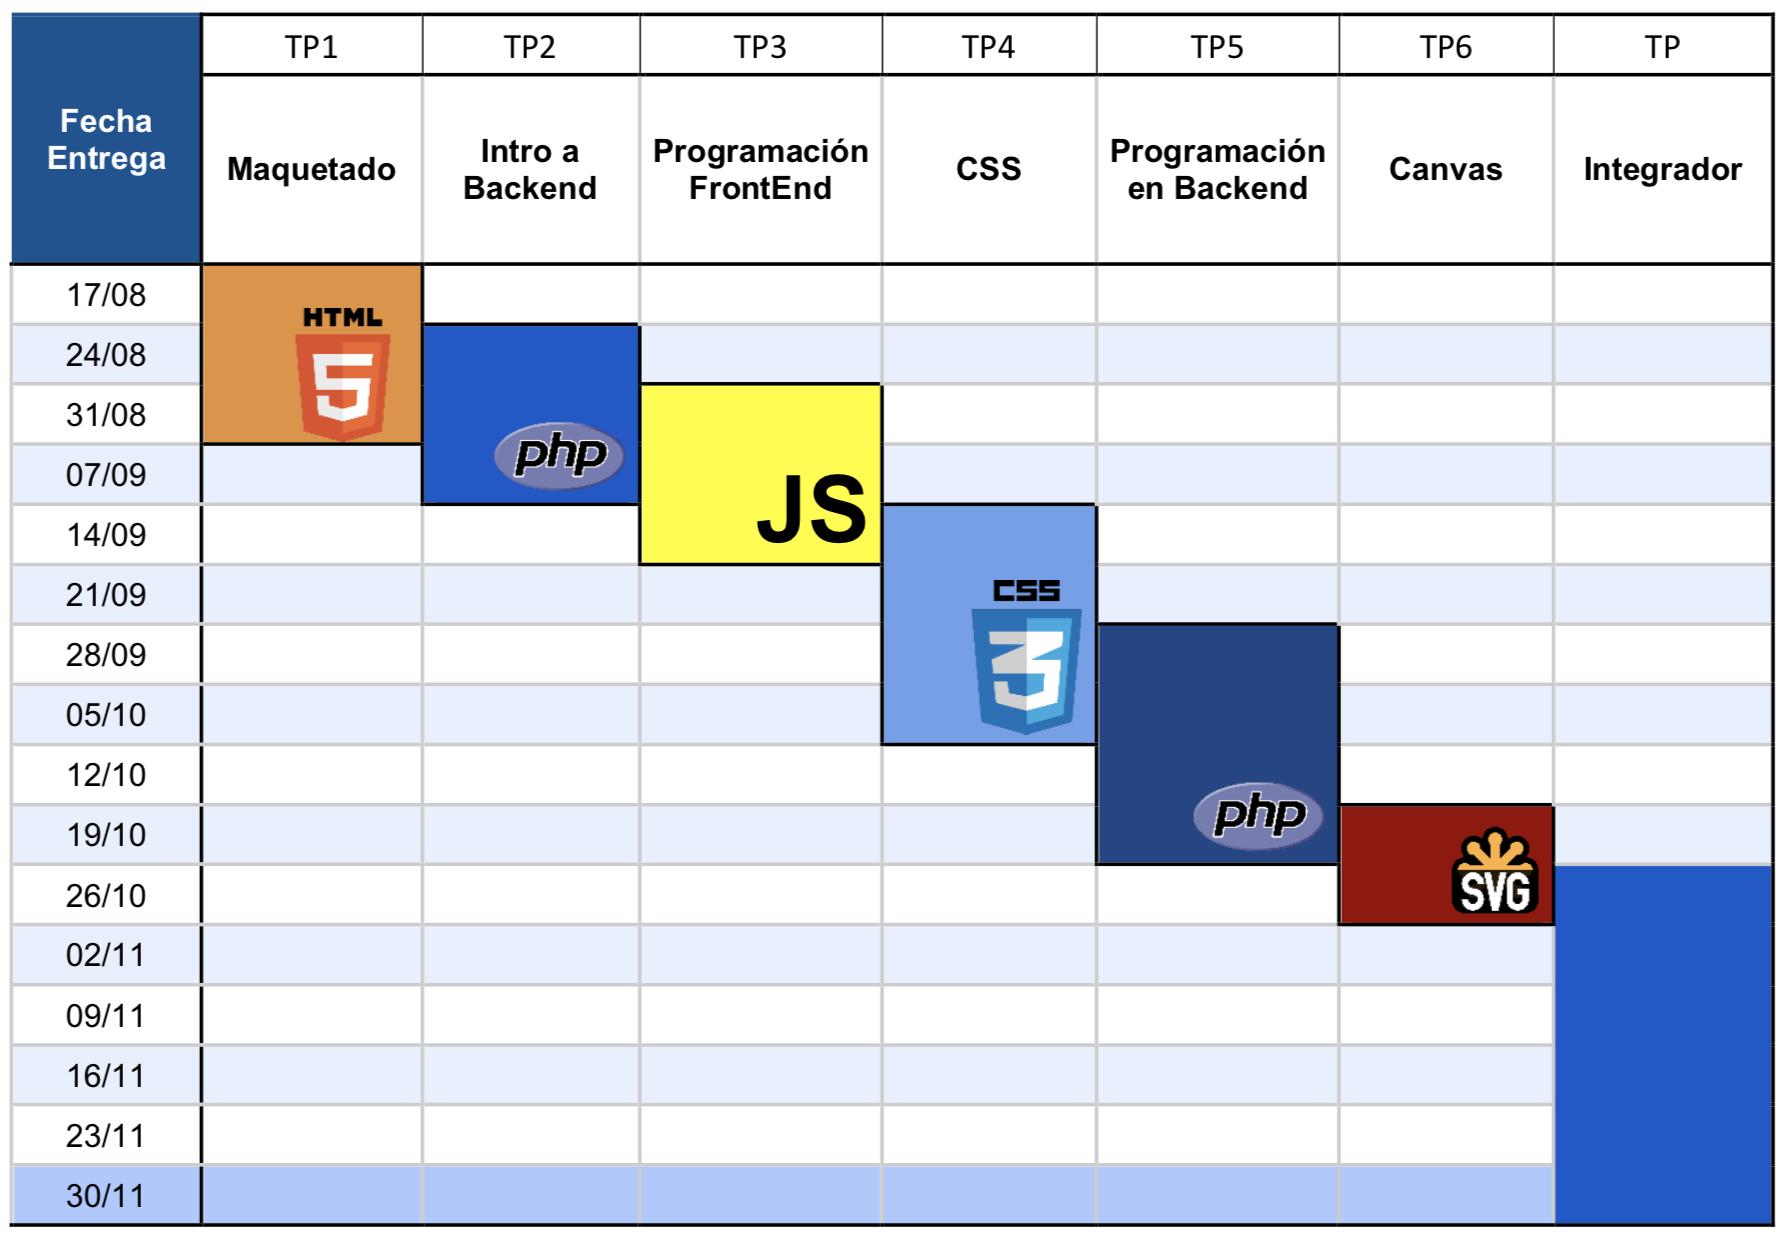 TP1 TP2 TP3 TP4 TP5 TP6 TP
Fecha
Entrega
Maquetado
Intro a
Backend
Programación
FrontEnd
CSS
Programación
en Backend
Canvas
Integrador
17/08
HTML
5
24/08
31/08
php
07/09
JS
14/09
21/09
CSS
3
28/09
05/10
12/10
php
19/10
SVG
26/10
02/11
09/11
16/11
23/11
30/11